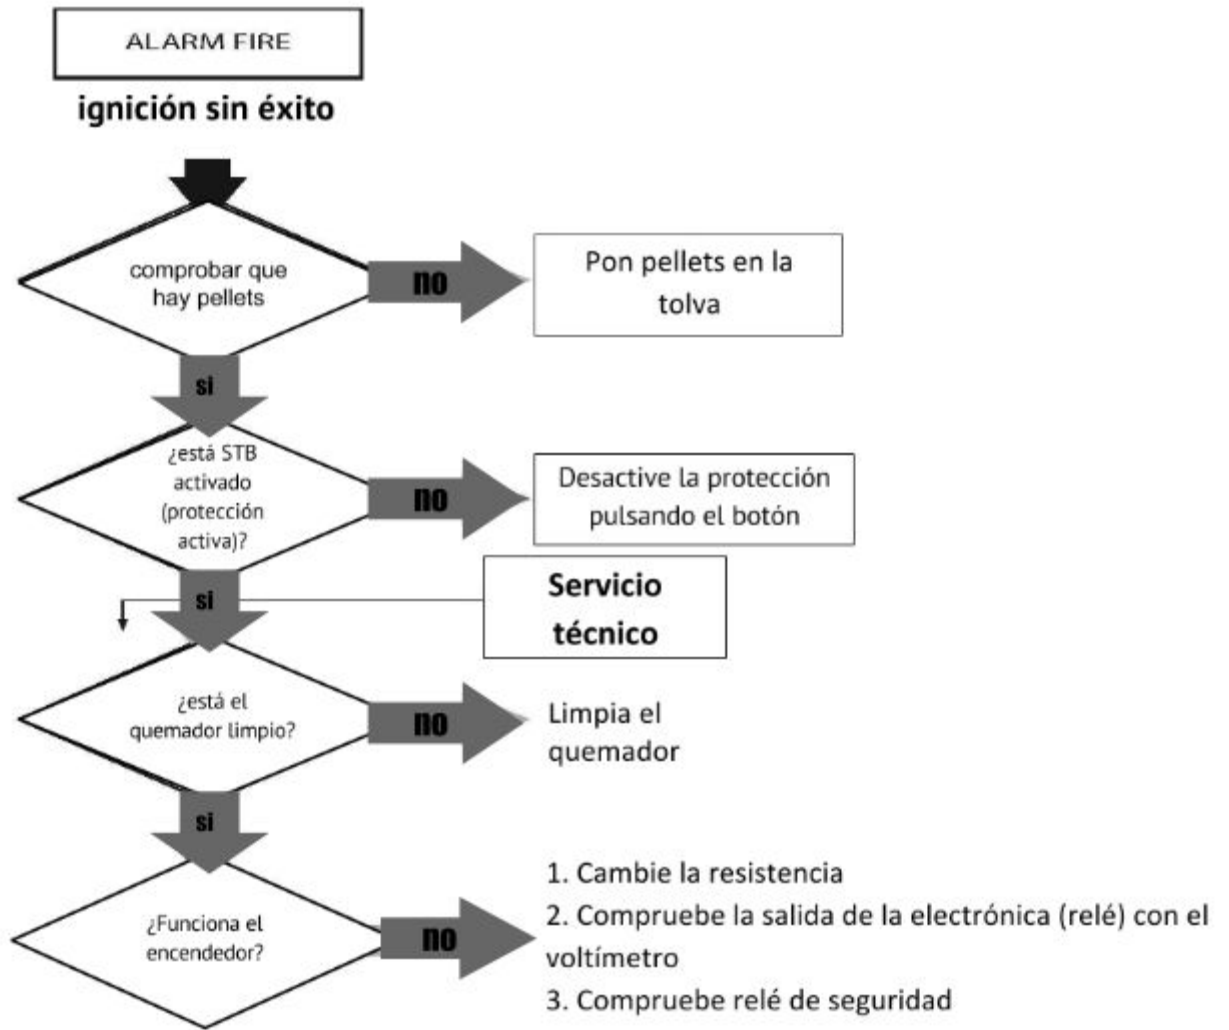 ALARM FIRE
ignición sin éxito
comprobar que
hay pellets
no
Pon pellets en la
tolva
si
¿está STB
activado
(protección
activa)?
no
Desactive la protección
pulsando el botón
si
Servicio
técnico
¿está el
quemador limpio?
no
Limpia el
quemador
si
¿Funciona el
encendedor?
no
1. Cambie la resistencia
2. Compruebe la salida de la electrónica (relé) con el
voltímetro
3. Compruebe relé de seguridad